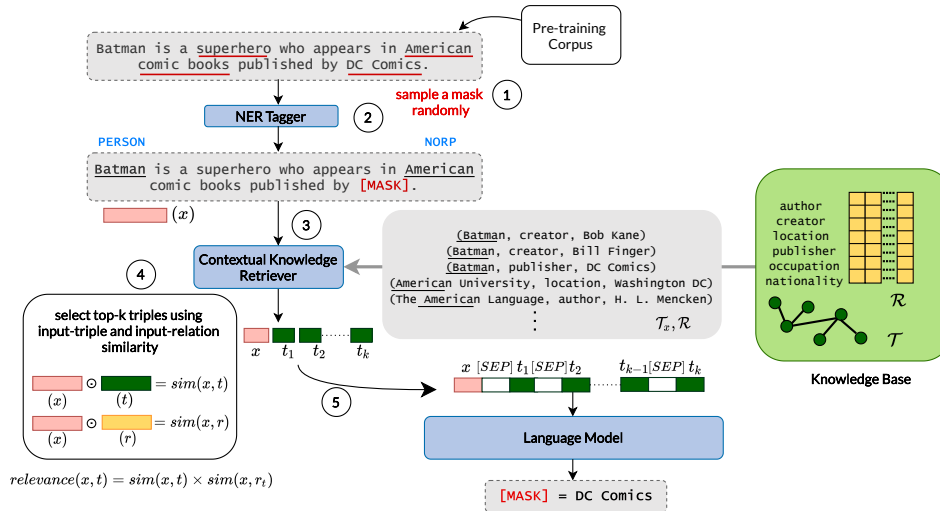 Pre-training
Corpus
Batman is a superhero who appears in American
comic books published by DC Comics.
sample a mask
randomly
1
NER Tagger
2
PERSON
NORP
Batman is a superhero who appears in American
comic books published by [MASK].
(x)
3
Contextual Knowledge
Retriever
(Batman, creator, Bob Kane)
(Batman, creator, Bill Finger)
(Batman, publisher, DC Comics)
(American University, location, Washington DC)
(The American Language, author, H. L. Mencken)
⋮
𝒯ₓ, ℛ
author
creator
location
publisher
occupation
nationality
ℛ
𝒯
Knowledge Base
4
select top-k triples using
input-triple and input-relation
similarity
⊙ = sim(x, t)
(x) (t)
⊙ = sim(x, r)
(x) (r)
relevance(x, t) = sim(x, t) × sim(x, rₜ)
x t₁ t₂ tₖ
5
x [SEP] t₁ [SEP] t₂ tₖ₋₁ [SEP] tₖ
Language Model
[MASK] = DC Comics